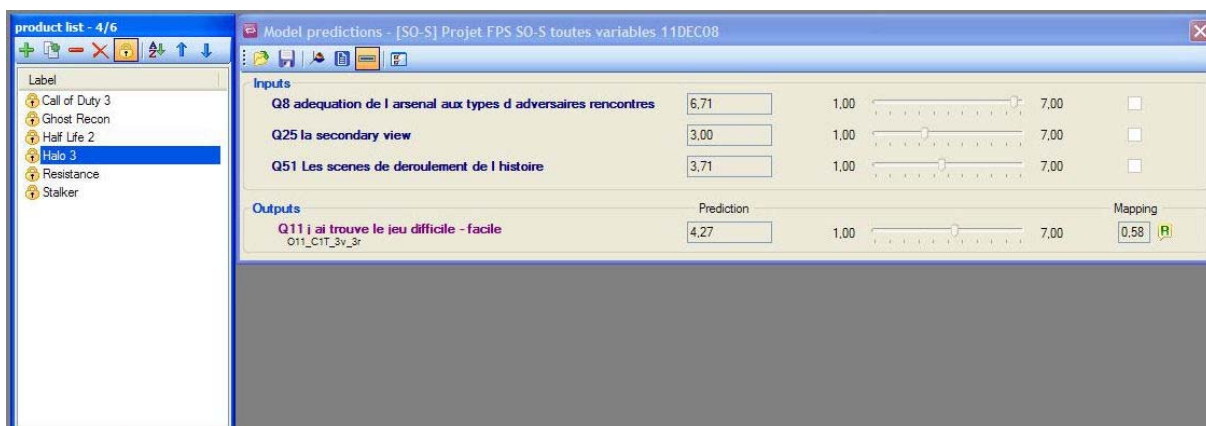 product list - 4/6
Label
Call of Duty 3
Ghost Recon
Half Life 2
Halo 3
Resistance
Stalker
Model predictions - [SO-S] Projet FPS SO-S toutes variables 11DEC08
Inputs
Q8 adequation de l arsenal aux types d adversaires rencontres 6,71 1,00 7,00
Q25 la secondary view 3,00 1,00 7,00
Q51 Les scenes de deroulement de l histoire 3,71 1,00 7,00
Outputs Prediction Mapping
Q11 j ai trouve le jeu difficile - facile 4,27 1,00 7,00 0,58 R
Q11_C1T_3v_3r